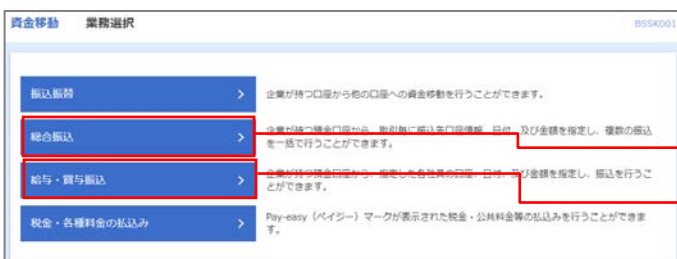 資金移動 業務選択 BSSK001
振込振替 企業が持つ口座から他の口座への資金移動を行うことができます。
総合振込 企業が持つ預金口座から、取引毎に振込先口座情報、日付、及び金額を指定し、複数の振込
を一括で行うことができます。
給与・賞与振込 企業が持つ預金口座から、指定した各社員の口座、日付、及び金額を指定し、振込を行うこ
とができます。
税金・各種料金の払込み Pay-easy（ペイジー）マークが表示された税金・公共料金等の払込みを行うことができま
す。